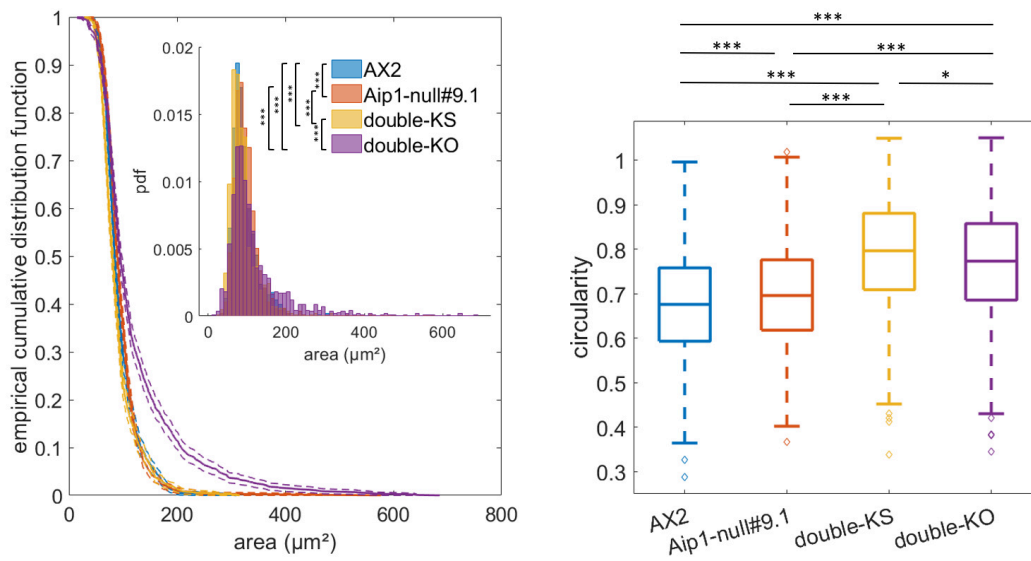 empirical cumulative distribution function
1
0.9
0.8
0.7
0.6
0.5
0.4
0.3
0.2
0.1
0
0 200 400 600 800
area (µm²)
pdf
0.02
0.015
0.01
0.005
0
0 200 400 600
area (µm²)
*** *** *** *** *** ***
AX2
Aip1-null#9.1
double-KS
double-KO
***
*** ***
*** *
***
circularity
1
0.9
0.8
0.7
0.6
0.5
0.4
0.3
AX2
Aip1-null#9.1
double-KS
double-KO